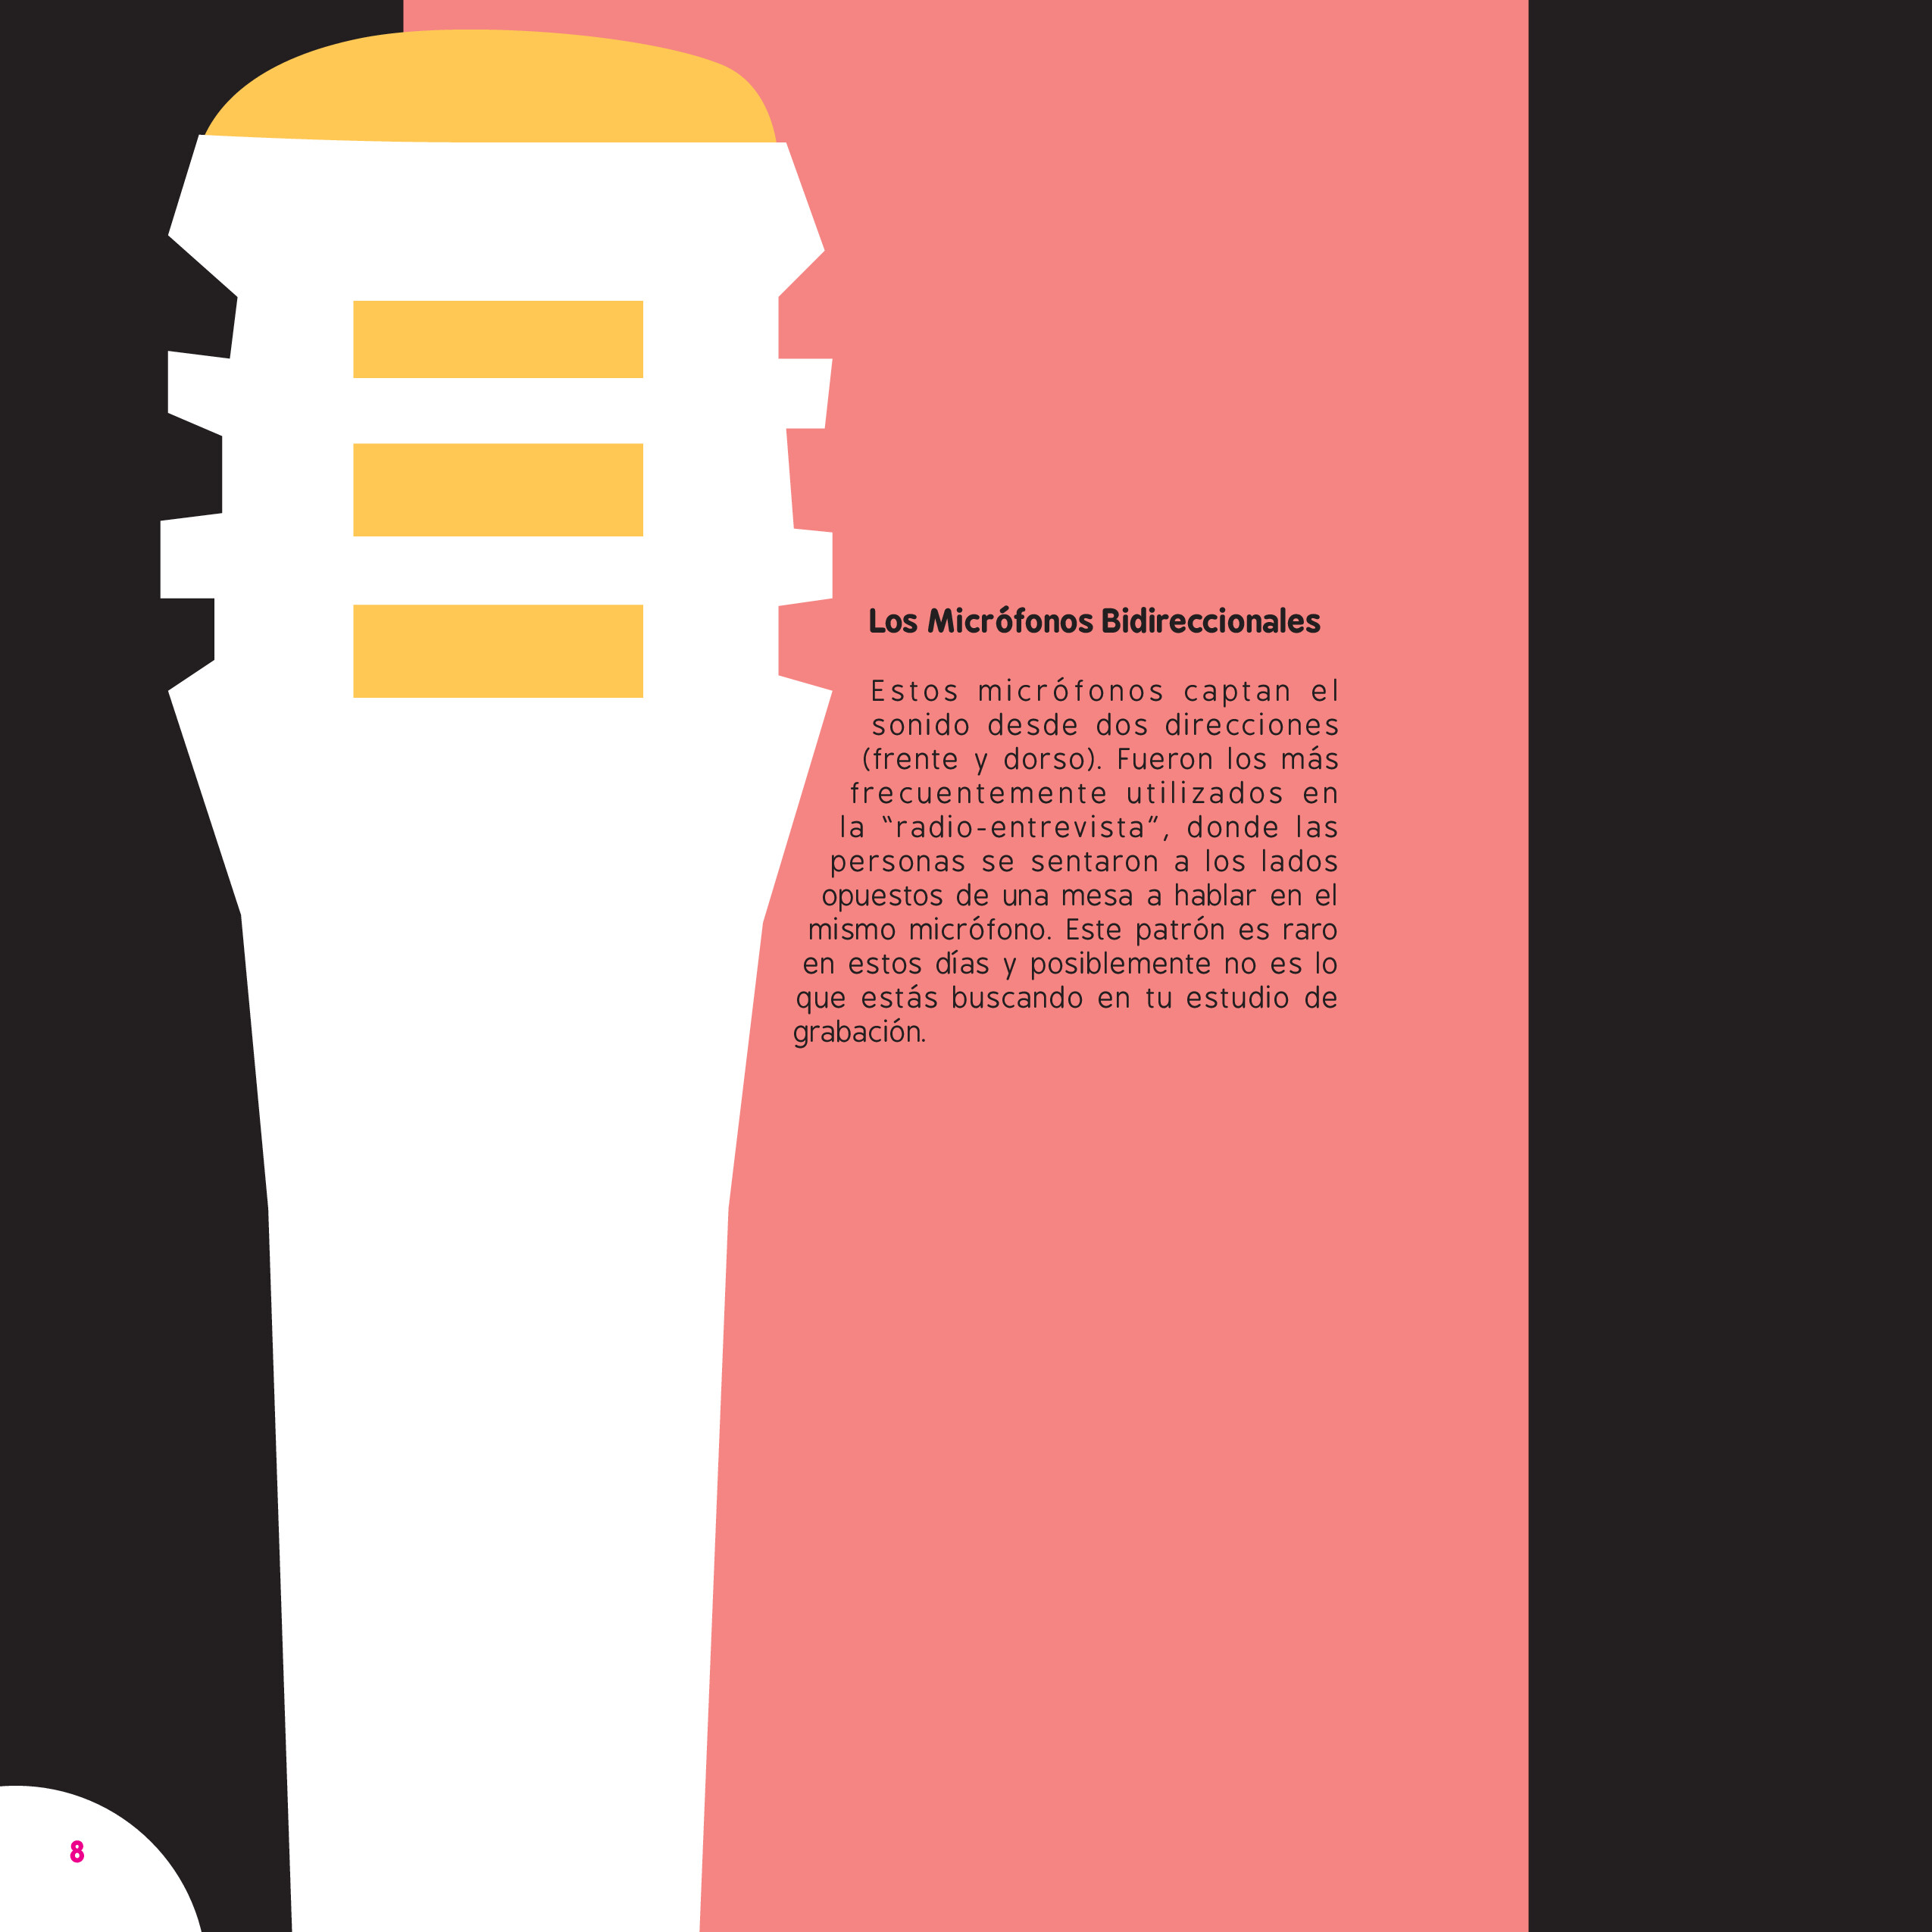 Los Micrófonos Bidireccionales
Estos micrófonos captan el
sonido desde dos direcciones
(frente y dorso). Fueron los más
frecuentemente utilizados en
la “radio-entrevista”, donde las
personas se sentaron a los lados
opuestos de una mesa a hablar en el
mismo micrófono. Este patrón es raro
en estos días y posiblemente no es lo
que estás buscando en tu estudio de
grabación.
8